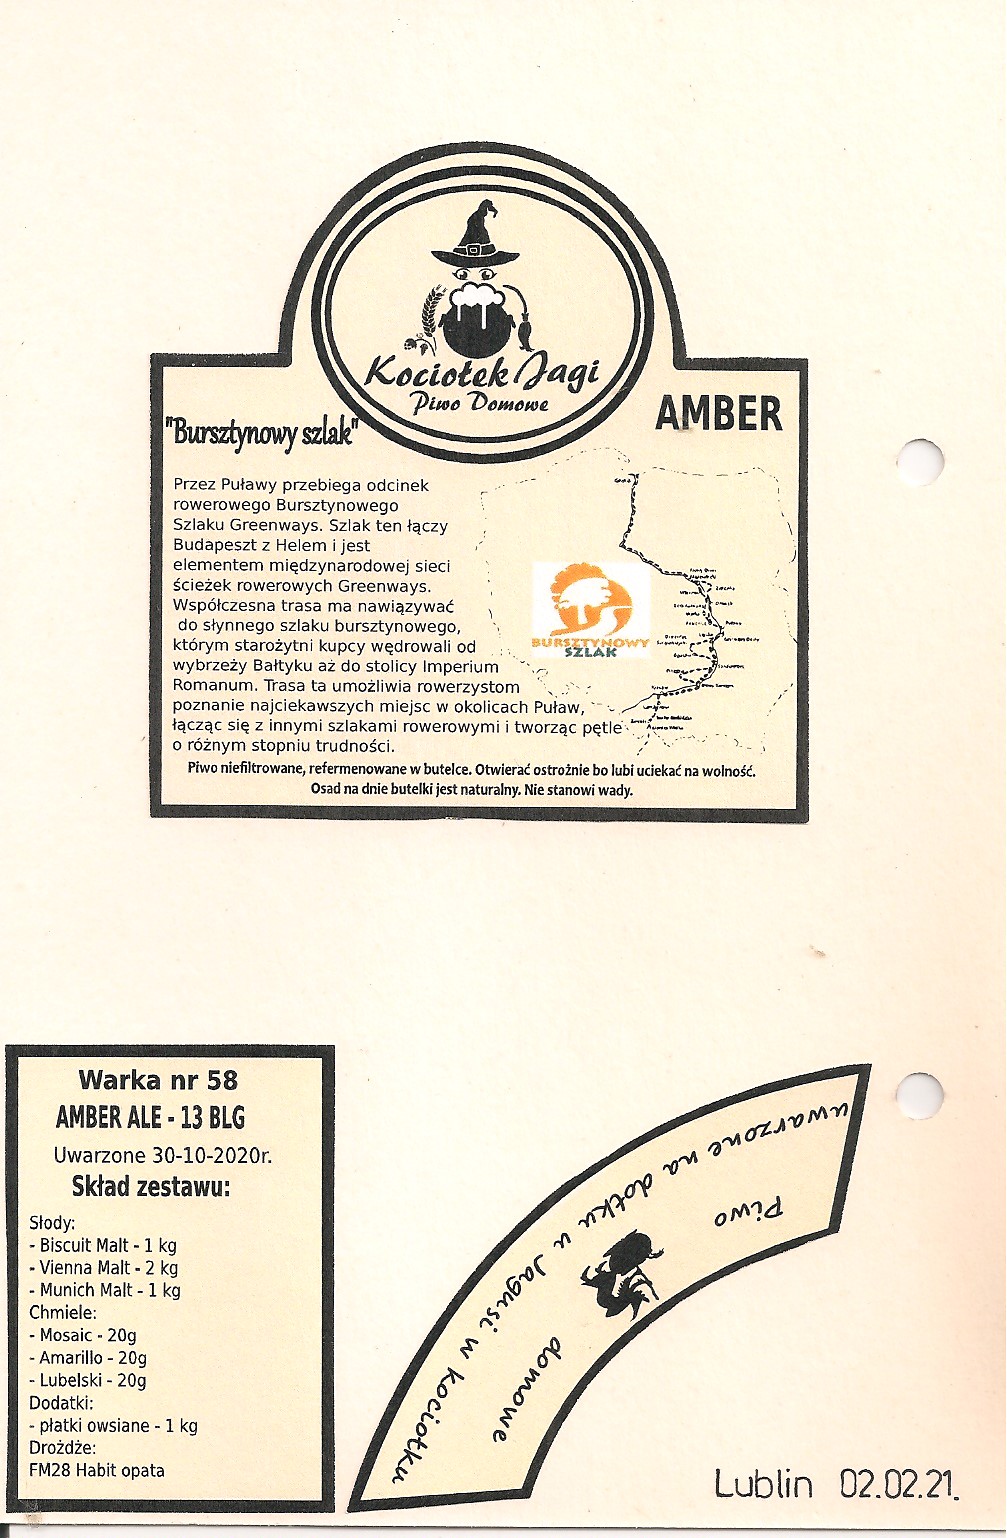 Kociołek Jagi
Piwo Domowe
AMBER
"Bursztynowy szlak"
Przez Puławy przebiega odcinek
rowerowego Bursztynowego
Szlaku Greenways. Szlak ten łączy
Budapeszt z Helem i jest
elementem międzynarodowej sieci
ścieżek rowerowych Greenways.
Współczesna trasa ma nawiązywać
do słynnego szlaku bursztynowego,
którym starożytni kupcy wędrowali od
wybrzeży Bałtyku aż do stolicy Imperium
Romanum. Trasa ta umożliwia rowerzystom
poznanie najciekawszych miejsc w okolicach Puław,
łącząc się z innymi szlakami rowerowymi i tworząc pętle
o różnym stopniu trudności.
BURSZTYNOWY
SZLAK
Piwo niefiltrowane, refermenowane w butelce. Otwierać ostrożnie bo lubi uciekać na wolność.
Osad na dnie butelki jest naturalny. Nie stanowi wady.
Warka nr 58
AMBER ALE - 13 BLG
Uwarzone 30-10-2020r.
Skład zestawu:
Słody:
- Biscuit Malt - 1 kg
- Vienna Malt - 2 kg
- Munich Malt - 1 kg
Chmiele:
- Mosaic - 20g
- Amarillo - 20g
- Lubelski - 20g
Dodatki:
- płatki owsiane - 1 kg
Drożdże:
FM28 Habit opata
Piwo domowe
uwarzone na dołku u Jagusi w kociołku
Lublin 02.02.21.